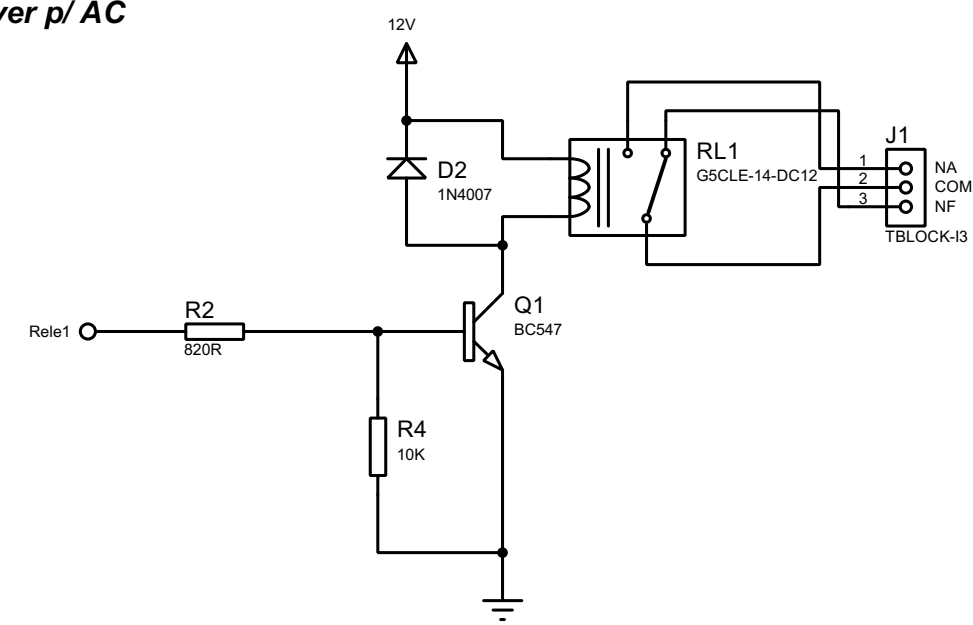 p/ AC
12V
D2
1N4007
RL1
G5CLE-14-DC12
J1
1
2
3
NA
COM
NF
TBLOCK-I3
Q1
BC547
Rele1
R2
820R
R4
10K